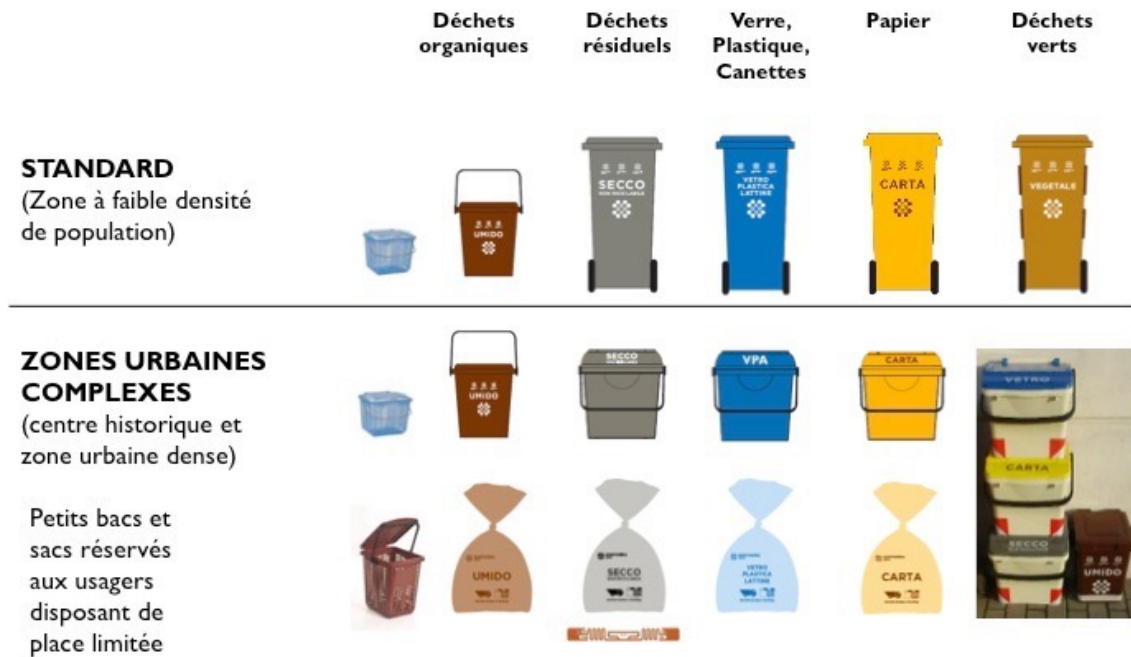 Déchets
organiques
Déchets
résiduels
Verre,
Plastique,
Canettes
Papier
Déchets
verts
STANDARD
(Zone à faible densité
de population)
UMIDO
SECCO
NON RICICLABILE
VETRO
PLASTICA
LATTINE
CARTA
VEGETALE
ZONES URBAINES
COMPLEXES
(centre historique et
zone urbaine dense)
UMIDO
SECCO
VPA
CARTA
VETRO
CARTA
SECCO
UMIDO
Petits bacs et
sacs réservés
aux usagers
disposant de
place limitée
UMIDO
SECCO
VETRO
PLASTICA
LATTINE
CARTA